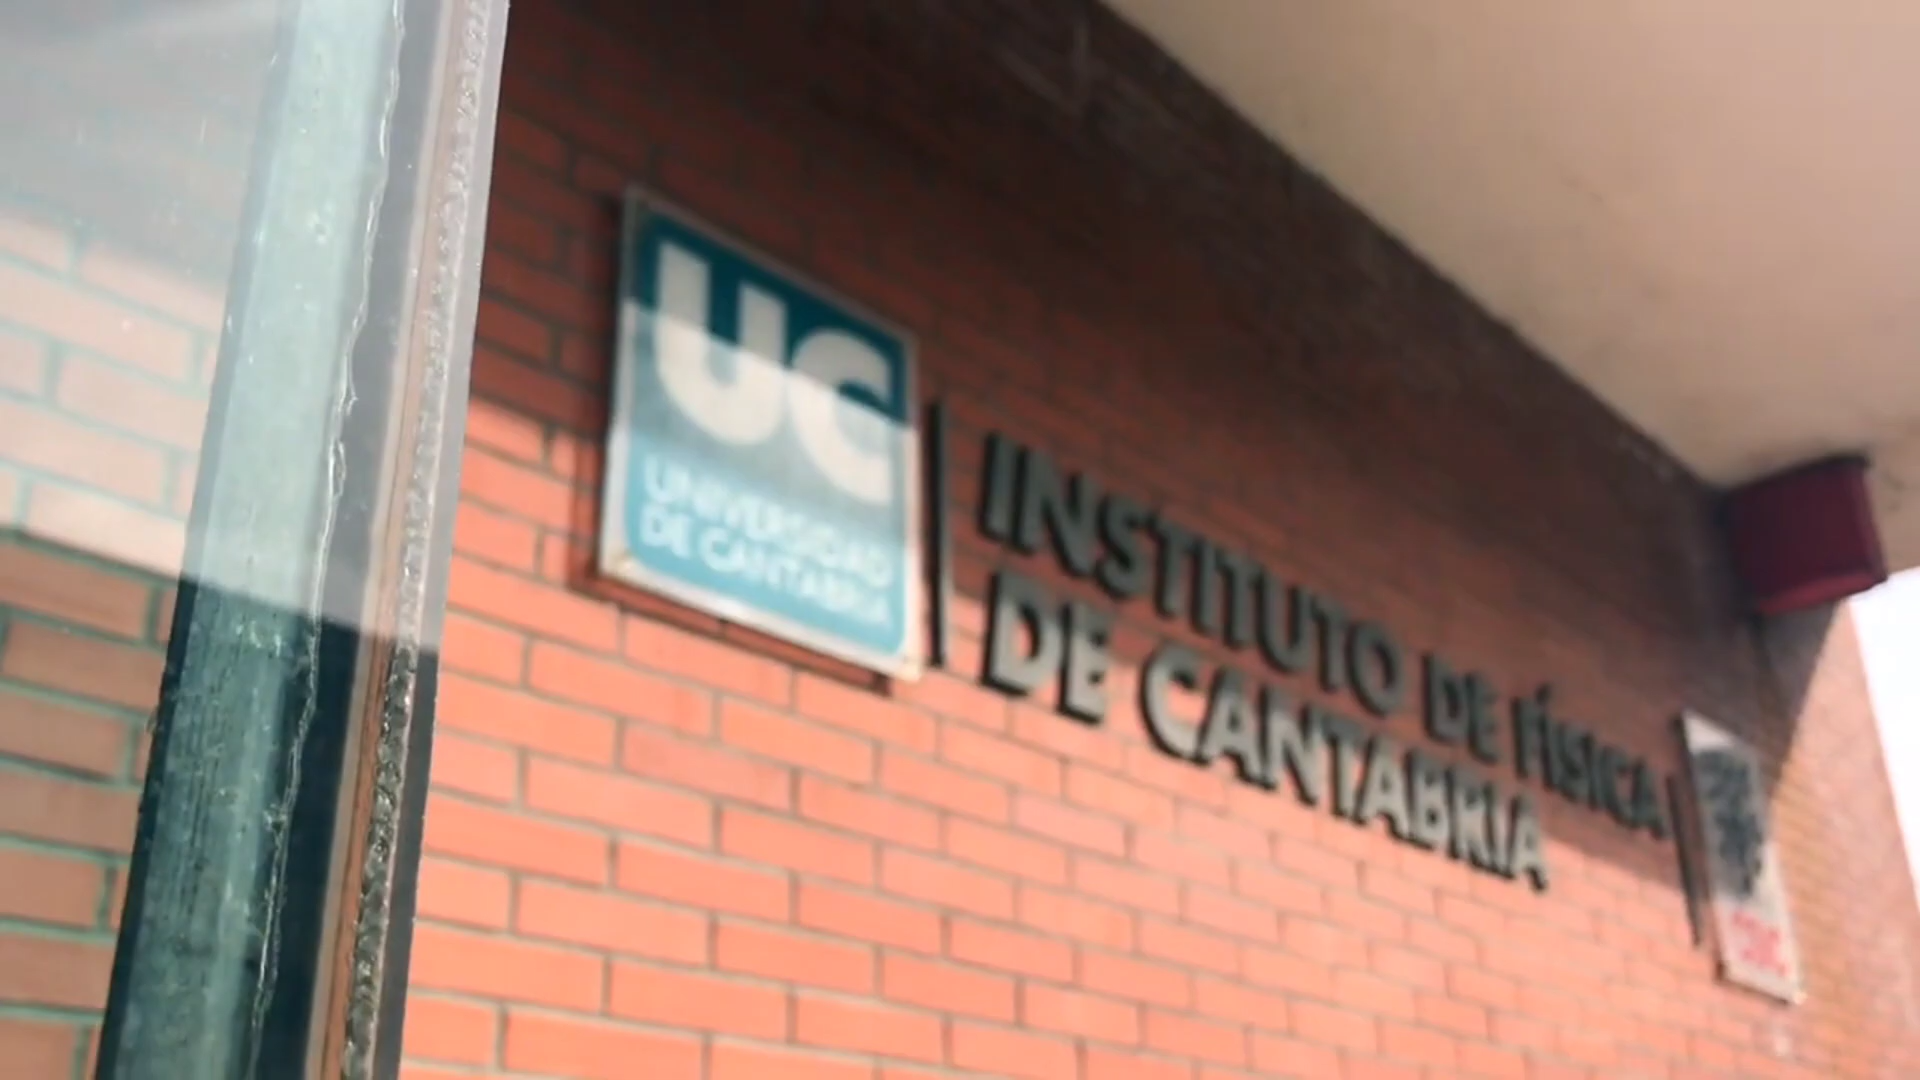 UC
UNIVERSIDAD
DE CANTABRIA
INSTITUTO DE FÍSICA
DE CANTABRIA